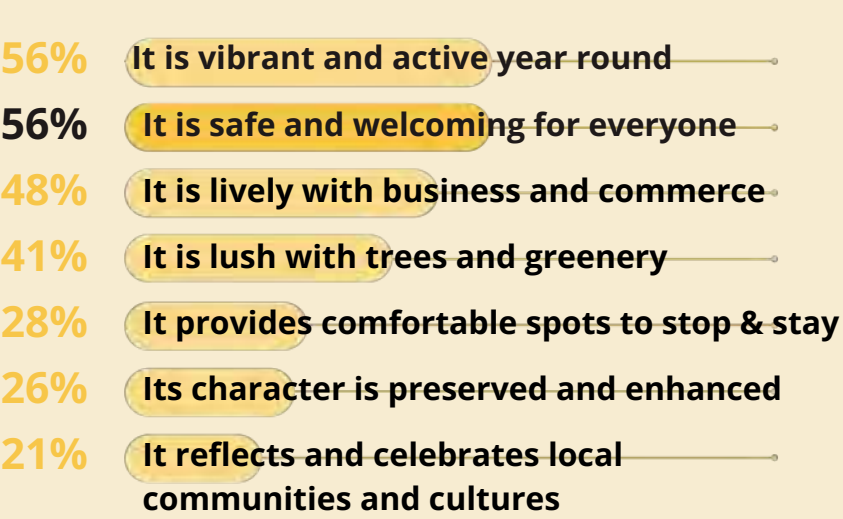 56% It is vibrant and active year round
56% It is safe and welcoming for everyone
48% It is lively with business and commerce
41% It is lush with trees and greenery
28% It provides comfortable spots to stop & stay
26% Its character is preserved and enhanced
21% It reflects and celebrates local
communities and cultures